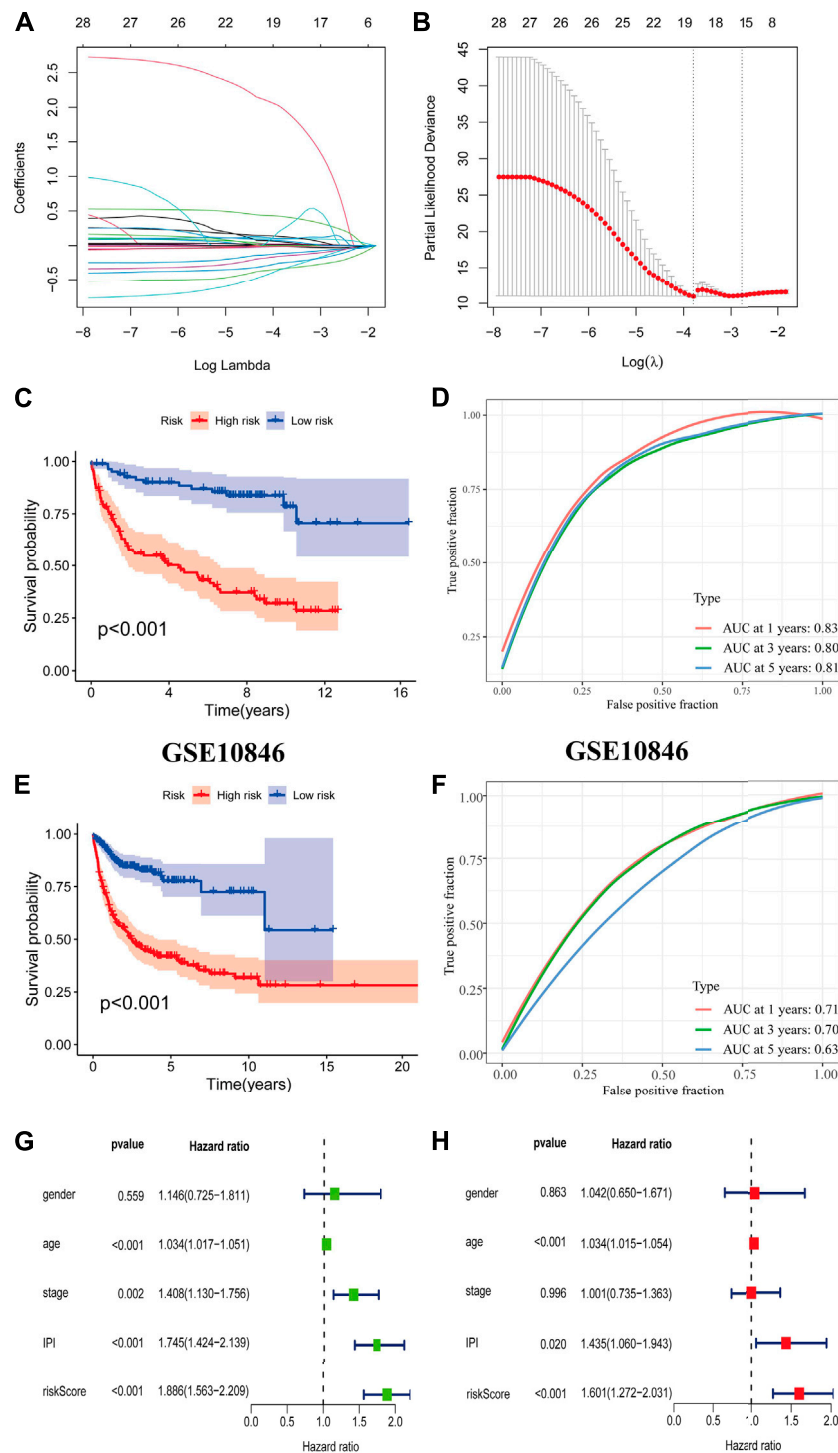 A
28 27 26 22 19 17 6
2.5
2.0
1.5
1.0
0.5
0.0
−0.5
Coefficients
−8 −7 −6 −5 −4 −3 −2
Log Lambda
B
28 27 26 26 25 22 19 18 15 8
45
40
35
30
25
20
15
10
Partial Likelihood Deviance
−8 −7 −6 −5 −4 −3 −2
Log(λ)
C
Risk High risk Low risk
1.00
0.75
0.50
0.25
0.00
Survival probability
p<0.001
0 4 8 12 16
Time(years)
D
1.00
0.75
0.50
0.25
True positive fraction
Type
AUC at 1 years: 0.83
AUC at 3 years: 0.80
AUC at 5 years: 0.81
0.00 0.25 0.50 0.75 1.00
False positive fraction
GSE10846
E
Risk High risk Low risk
1.00
0.75
0.50
0.25
0.00
Survival probability
p<0.001
0 5 10 15 20
Time(years)
GSE10846
F
1.00
0.75
0.50
0.25
0.00
True positive fraction
Type
AUC at 1 years: 0.71
AUC at 3 years: 0.70
AUC at 5 years: 0.63
0.00 0.25 0.50 0.75 1.00
False positive fraction
G
pvalue Hazard ratio
gender 0.559 1.146(0.725−1.811)
age <0.001 1.034(1.017−1.051)
stage 0.002 1.408(1.130−1.756)
IPI <0.001 1.745(1.424−2.139)
riskScore <0.001 1.886(1.563−2.209)
0.0 0.5 1.0 1.5 2.0
Hazard ratio
H
pvalue Hazard ratio
gender 0.863 1.042(0.650−1.671)
age <0.001 1.034(1.015−1.054)
stage 0.996 1.001(0.735−1.363)
IPI 0.020 1.435(1.060−1.943)
riskScore <0.001 1.601(1.272−2.031)
0.0 0.5 1.0 1.5 2.0
Hazard ratio